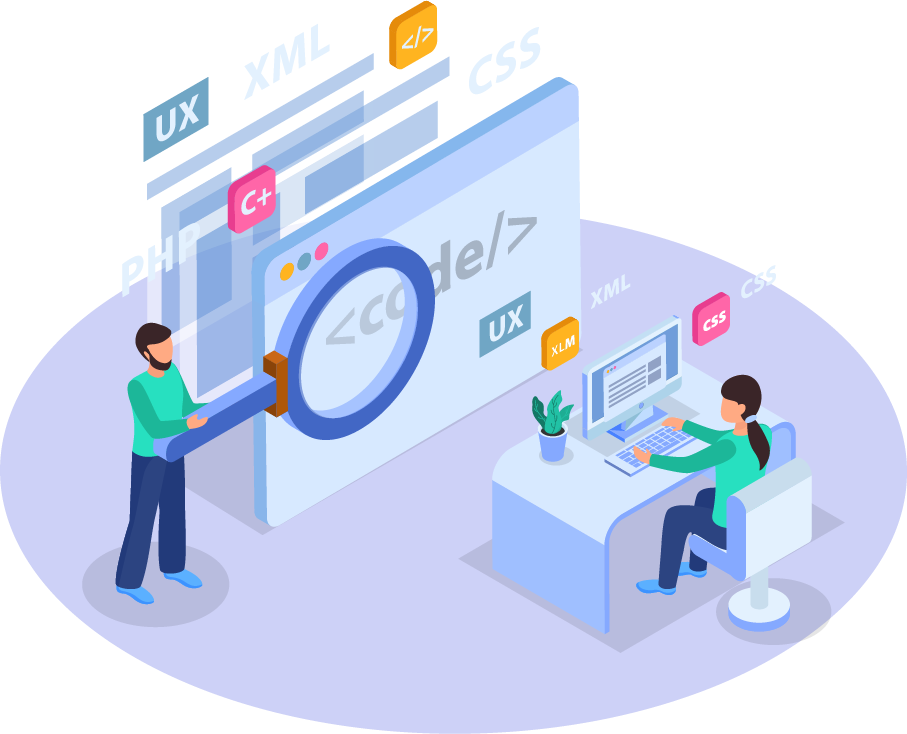 </>
XML
CSS
UX
C+
PHP
<code/>
UX
XML
CSS
CSS
XLM